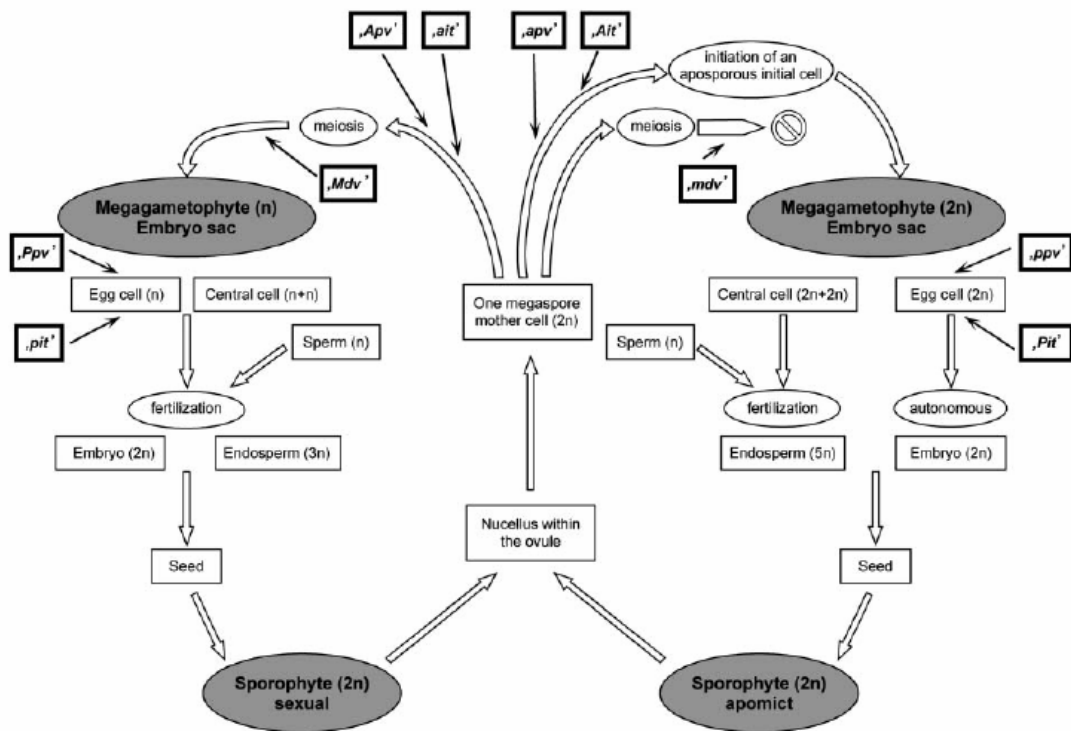 ‚Apv’
‚ait’
‚apv’
‚Ait’
initiation of an
aposporous initial cell
meiosis
meiosis
‚Mdv’
‚mdv’
Megagametophyte (n)
Embryo sac
Megagametophyte (2n)
Embryo sac
‚Ppv’
‚ppv’
Egg cell (n)
Central cell (n+n)
One megaspore
mother cell (2n)
Central cell (2n+2n)
Egg cell (2n)
‚pit’
Sperm (n)
Sperm (n)
‚Pit’
fertilization
fertilization
autonomous
Embryo (2n)
Endosperm (3n)
Endosperm (5n)
Embryo (2n)
Nucellus within
the ovule
Seed
Seed
Sporophyte (2n)
sexual
Sporophyte (2n)
apomict